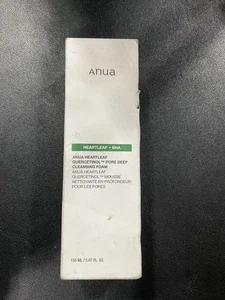 Anua
HEARTLEAF + BHA
ANUA HEARTLEAF
QUERCETINOL™ PORE DEEP
CLEANSING FOAM
ANUA HEARTLEAF
QUERCETINOL™ MOUSSE
NETTOYANTE EN PROFONDEUR
POUR LES PORES
150 ML / 5.07 FL. OZ